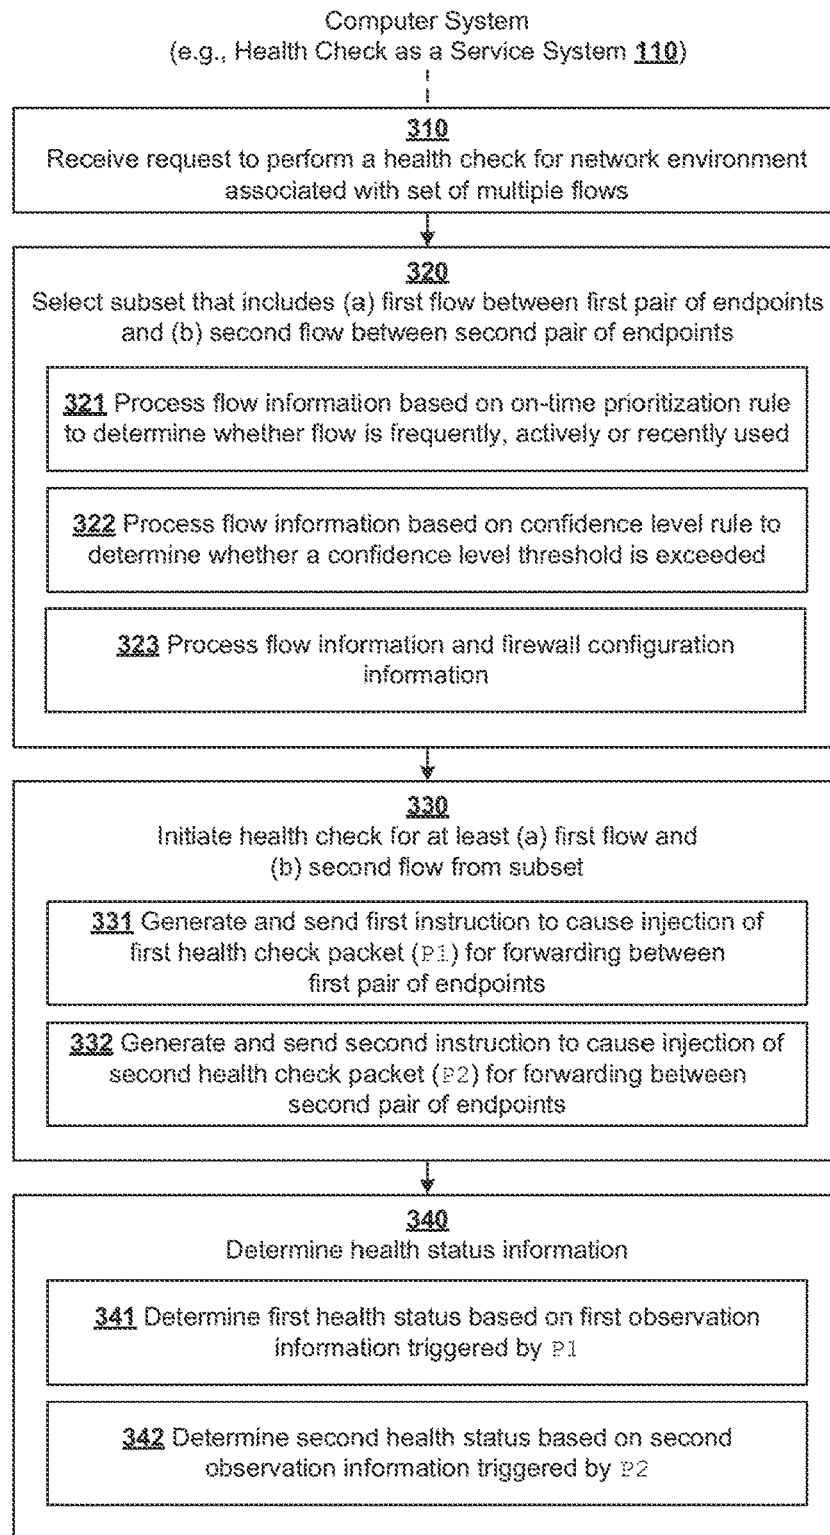 Computer System
(e.g., Health Check as a Service System 110)
310
Receive request to perform a health check for network environment
associated with set of multiple flows
320
Select subset that includes (a) first flow between first pair of endpoints
and (b) second flow between second pair of endpoints
321 Process flow information based on on-time prioritization rule
to determine whether flow is frequently, actively or recently used
322 Process flow information based on confidence level rule to
determine whether a confidence level threshold is exceeded
323 Process flow information and firewall configuration
information
330
Initiate health check for at least (a) first flow and
(b) second flow from subset
331 Generate and send first instruction to cause injection of
first health check packet (P1) for forwarding between
first pair of endpoints
332 Generate and send second instruction to cause injection of
second health check packet (P2) for forwarding between
second pair of endpoints
340
Determine health status information
341 Determine first health status based on first observation
information triggered by P1
342 Determine second health status based on second
observation information triggered by P2